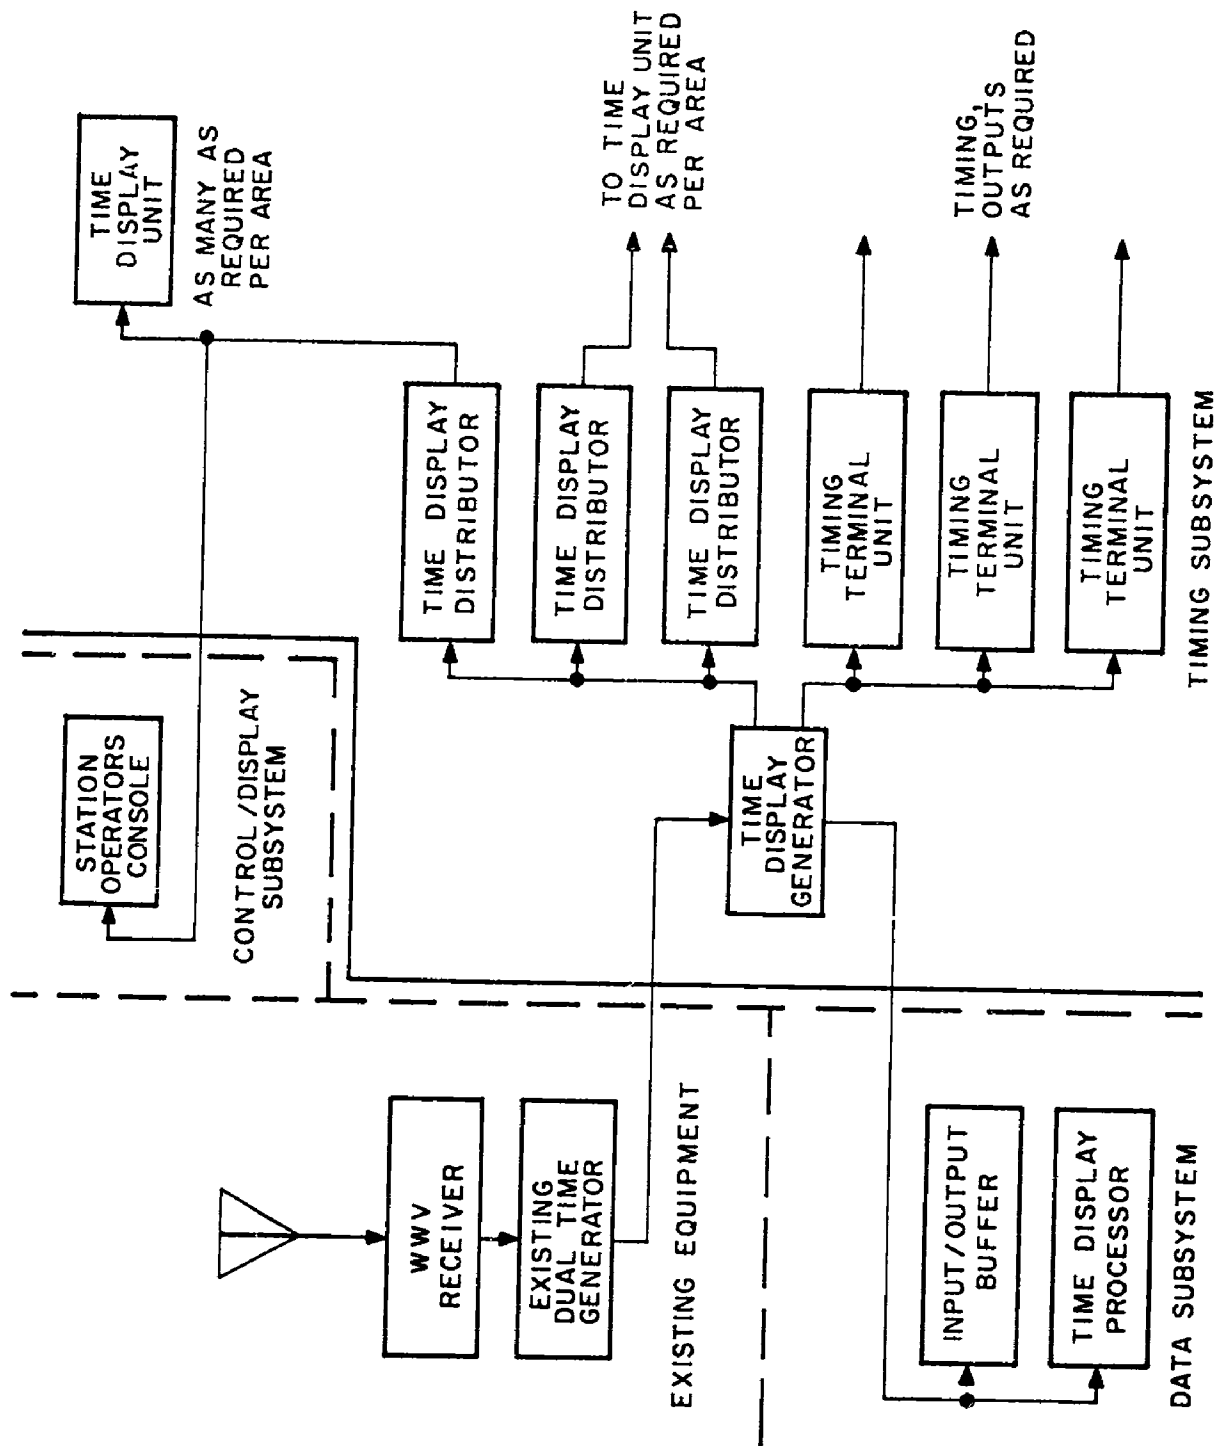 TIME
DISPLAY
UNIT
AS MANY AS
REQUIRED
PER AREA
STATION
OPERATORS
CONSOLE
CONTROL/DISPLAY
SUBSYSTEM
WWV
RECEIVER
EXISTING
DUAL TIME
GENERATOR
EXISTING EQUIPMENT
TIME DISPLAY
DISTRIBUTOR
TIME DISPLAY
DISTRIBUTOR
TIME DISPLAY
DISTRIBUTOR
TO TIME
DISPLAY UNIT
AS REQUIRED
PER AREA
TIME
DISPLAY
GENERATOR
TIMING
TERMINAL
UNIT
TIMING
TERMINAL
UNIT
TIMING
TERMINAL
UNIT
TIMING,
OUTPUTS
AS REQUIRED
INPUT/OUTPUT
BUFFER
TIME DISPLAY
PROCESSOR
DATA SUBSYSTEM
TIMING SUBSYSTEM